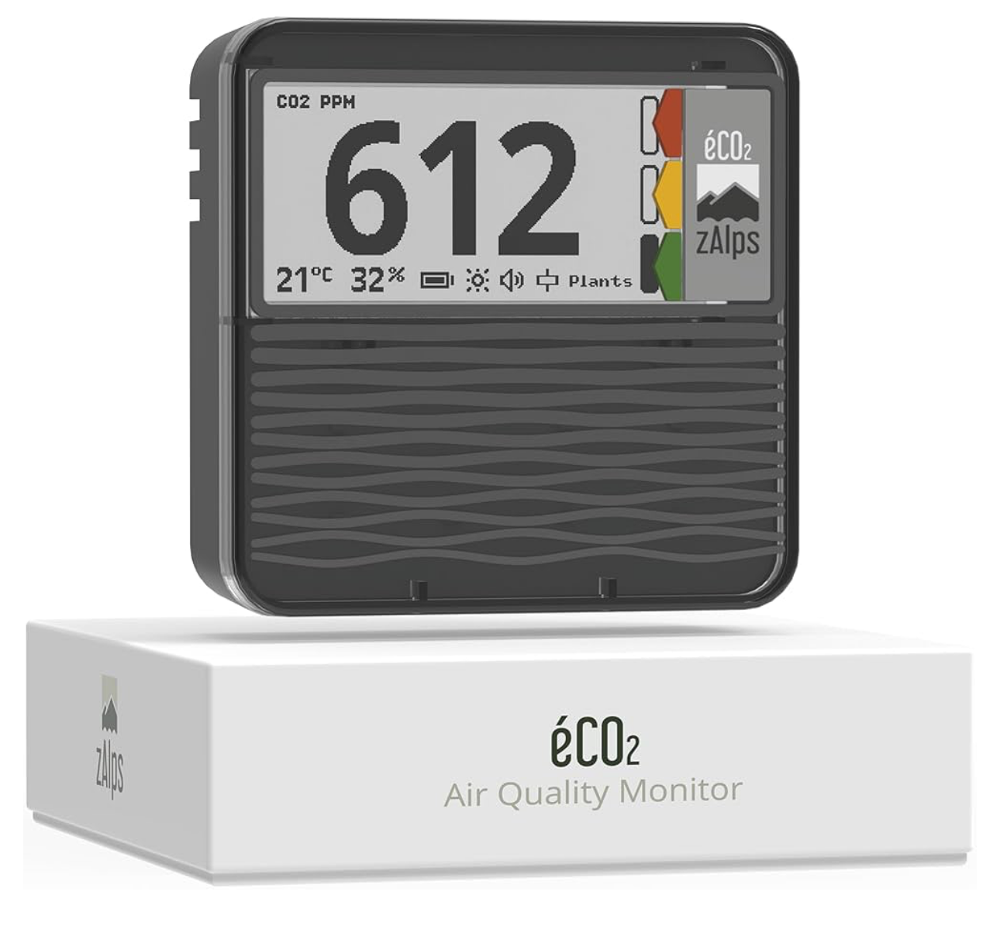 CO2 PPM
612
21°C 32% Plants
éCO₂
zAlps
zAlps
éCO₂
Air Quality Monitor